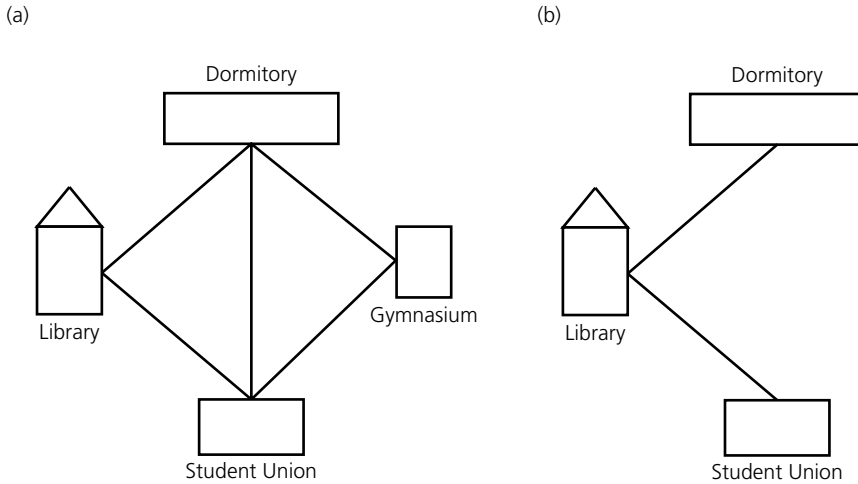 (a)
Dormitory
Library
Gymnasium
Student Union
(b)
Dormitory
Library
Student Union